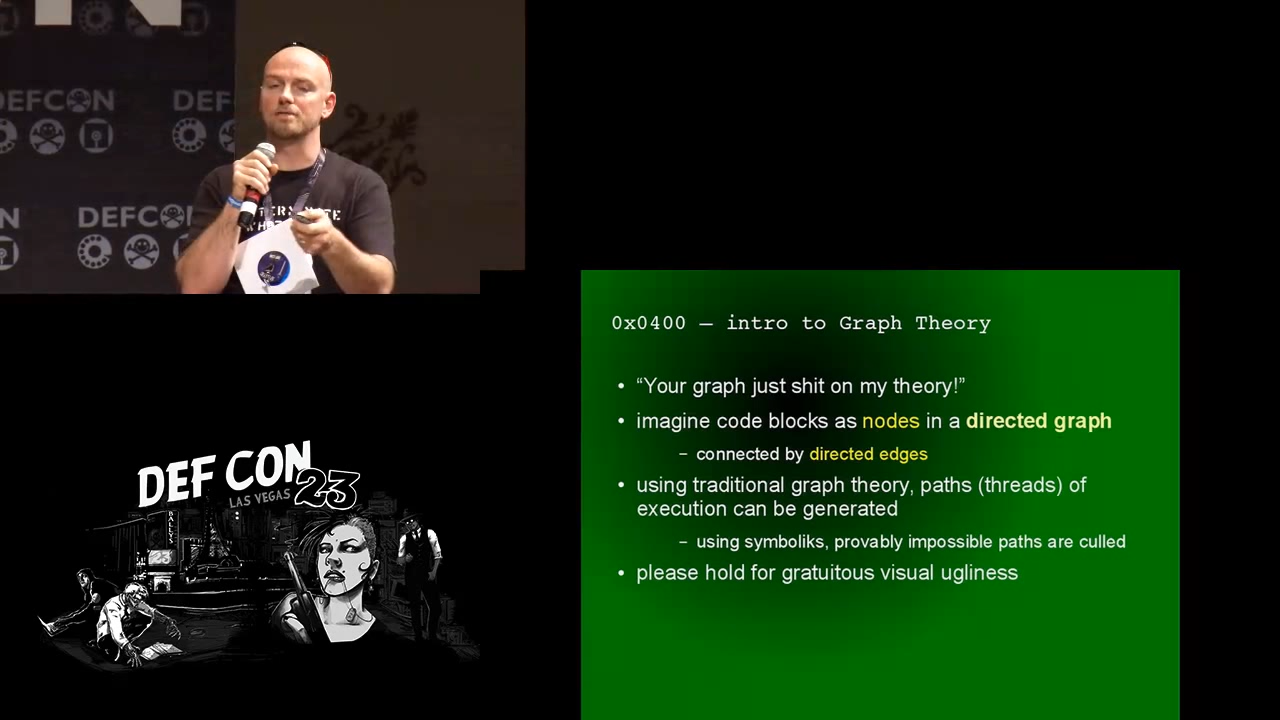 DEFCON
DEFCON
0x0400 – intro to Graph Theory
• “Your graph just shit on my theory!”
• imagine code blocks as nodes in a directed graph
– connected by directed edges
• using traditional graph theory, paths (threads) of
execution can be generated
– using symboliks, provably impossible paths are culled
• please hold for gratuitous visual ugliness
DEF CON 23
LAS VEGAS
BALLYS